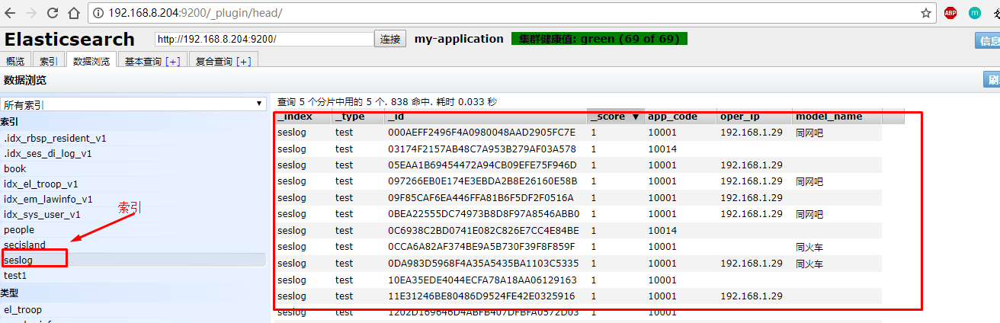 192.168.8.204:9200/_plugin/head/
ABP
m
Elasticsearch
http://192.168.8.204:9200/
连接
my-application
集群健康值: green (69 of 69)
信息
概览
索引
数据浏览
基本查询 [+]
复合查询 [+]
数据浏览
所有索引
索引
.idx_rbsp_resident_v1
.idx_ses_di_log_v1
book
idx_el_troop_v1
idx_em_lawinfo_v1
idx_sys_user_v1
people
secisland
seslog
test1
类型
el_troop
索引
查询 5 个分片中用的 5 个. 838 命中. 耗时 0.033 秒
_index _type _id _score ▼ app_code oper_ip model_name
seslog test 000AEFF2496F4A0980048AAD2905FC7E 1 10001 192.168.1.29 同网吧
seslog test 03174F2157AB48C7A953B279AF03A578 1 10014
seslog test 05EAA1B69454472A94CB09EFE75F946D 1 10001 192.168.1.29
seslog test 097266EB0E174E3EBDA2B8E26160E58B 1 10001 192.168.1.29 同网吧
seslog test 09F85CAF6EA446FFA81B6F5DF2F0516A 1 10001 192.168.1.29
seslog test 0BEA22555DC74973B8D8F97A8546ABB0 1 10001 192.168.1.29 同网吧
seslog test 0C6938C2BD0741E082C826E7CC4E84BE 1 10014
seslog test 0CCA6A82AF374BE9A5B730F39F8F859F 1 10001 同火车
seslog test 0DA983D5968F4A35A5435BA1103C5335 1 10001 192.168.1.29 同火车
seslog test 10EA35EDE4044ECFA78A18AA06129163 1 10001
seslog test 11E31246BE80486D9524FE42E0325916 1 10001 192.168.1.29
seslog test 1202D169646D4ABFB407DFBFA0572D03 1 10001